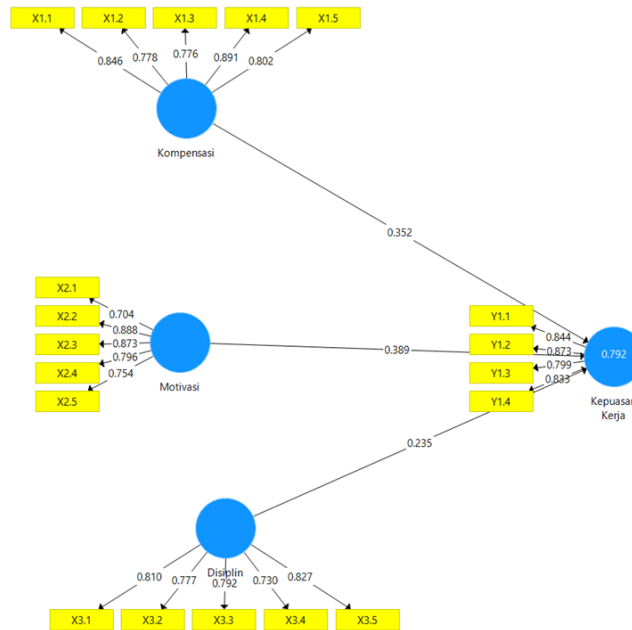 X1.1 X1.2 X1.3 X1.4 X1.5
0.846 0.778 0.776 0.891 0.802
Kompensasi
0.352
X2.1
X2.2
X2.3
X2.4
X2.5
0.704
0.888
0.873
0.796
0.754
Motivasi
0.389
Y1.1
Y1.2
Y1.3
Y1.4
0.844
0.873
0.799
0.833
0.792
Kepuasan
Kerja
0.235
Disiplin
0.810 0.777 0.792 0.730 0.827
X3.1 X3.2 X3.3 X3.4 X3.5